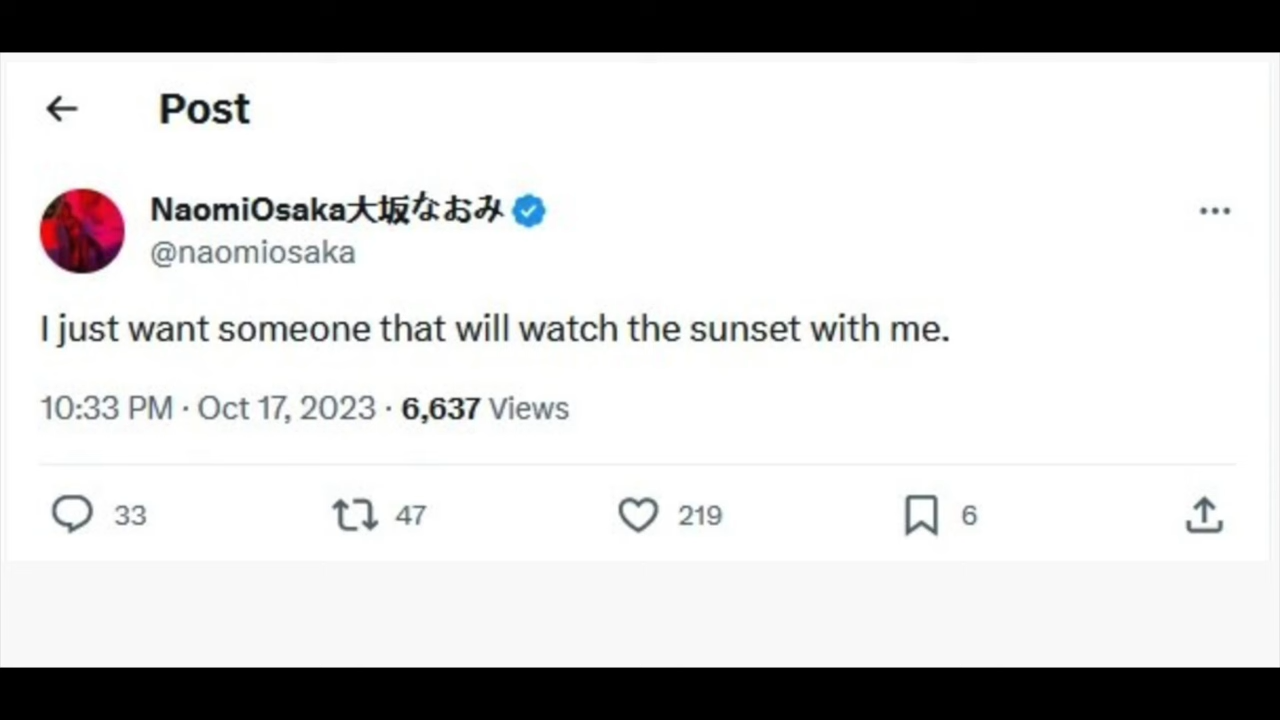 Post
NaomiOsaka大坂なおみ
@naomiosaka
I just want someone that will watch the sunset with me.
10:33 PM · Oct 17, 2023 · 6,637 Views
33 47 219 6